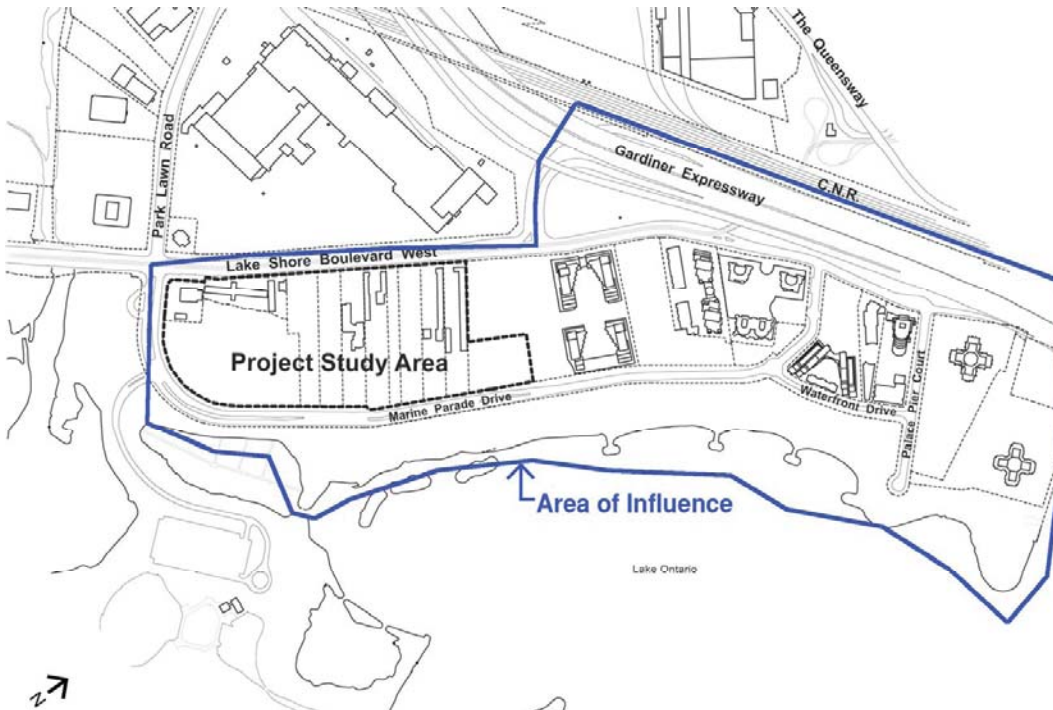 The Queensway
Park Lawn Road
Gardiner Expressway
C.N.R.
Lake Shore Boulevard West
Project Study Area
Marine Parade Drive
Waterfront Drive
Palace Pier Court
Area of Influence
Lake Ontario
N